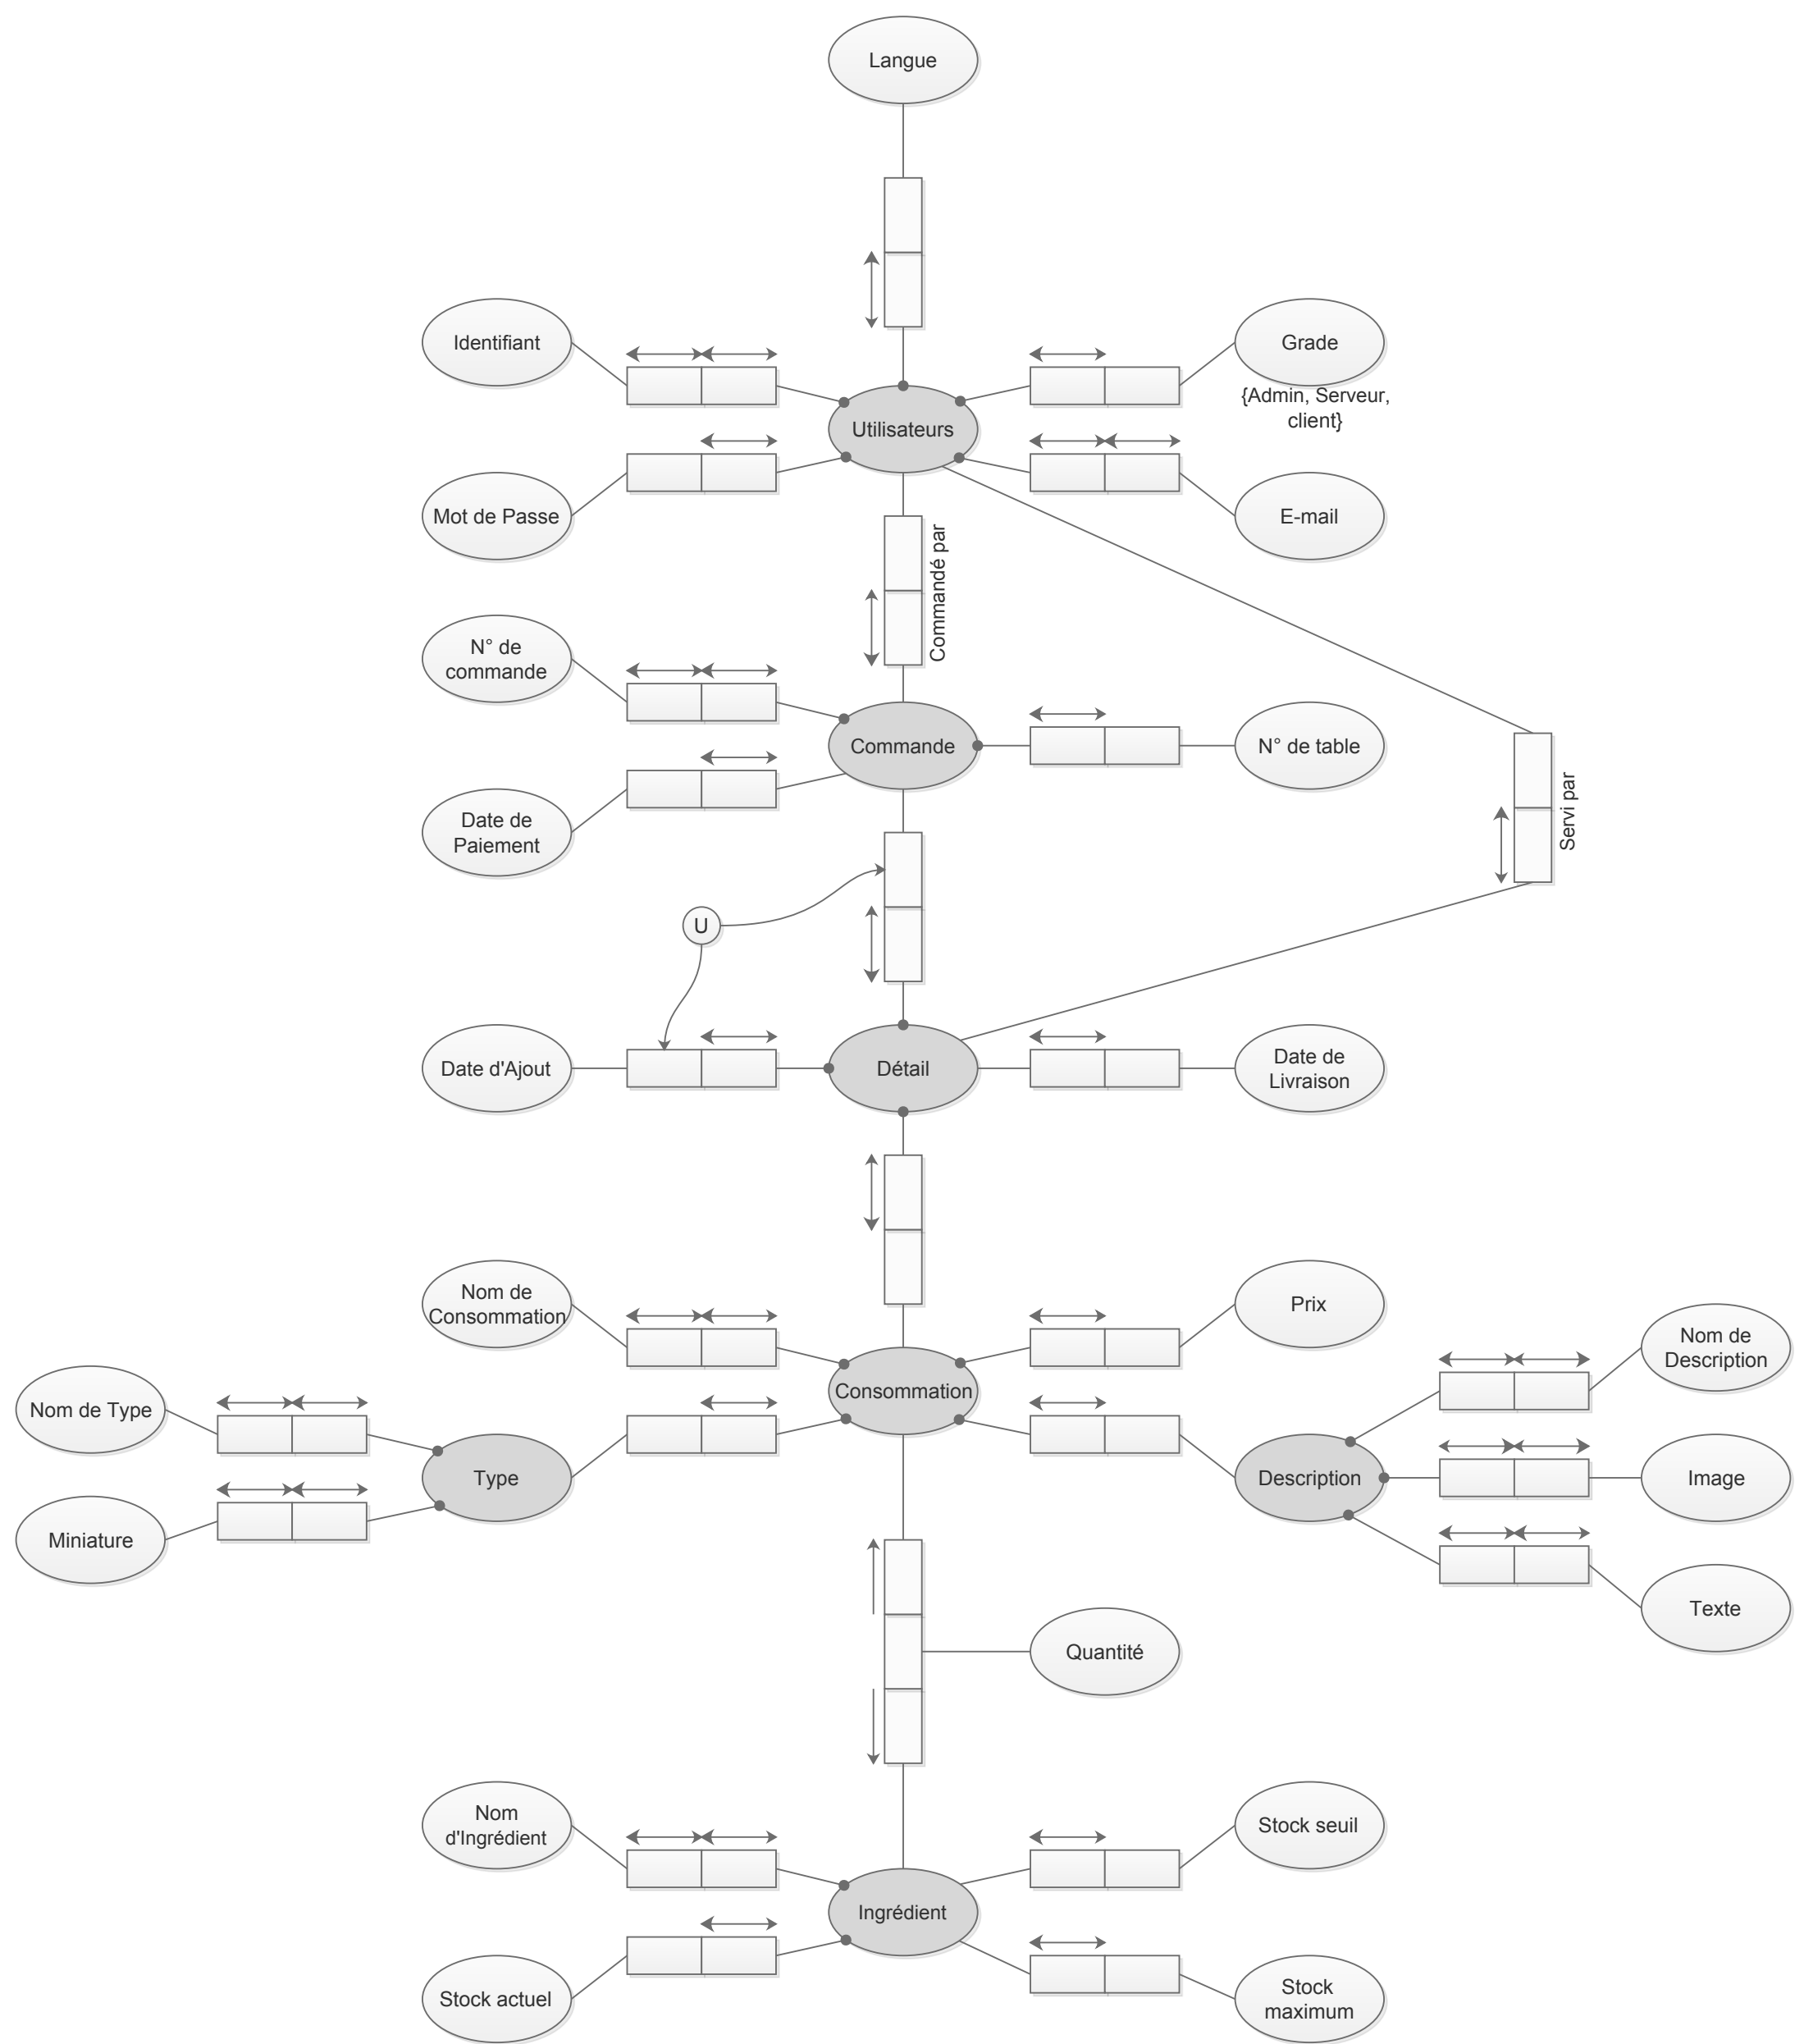 Langue
Identifiant
Grade
{Admin, Serveur,
client}
Utilisateurs
Mot de Passe
E-mail
Commandé par
N° de
commande
Commande
N° de table
Date de
Paiement
Servi par
U
Date d'Ajout
Détail
Date de
Livraison
Nom de
Consommation
Prix
Nom de
Description
Consommation
Nom de Type
Type
Description
Image
Miniature
Texte
Quantité
Nom
d'Ingrédient
Stock seuil
Ingrédient
Stock actuel
Stock
maximum